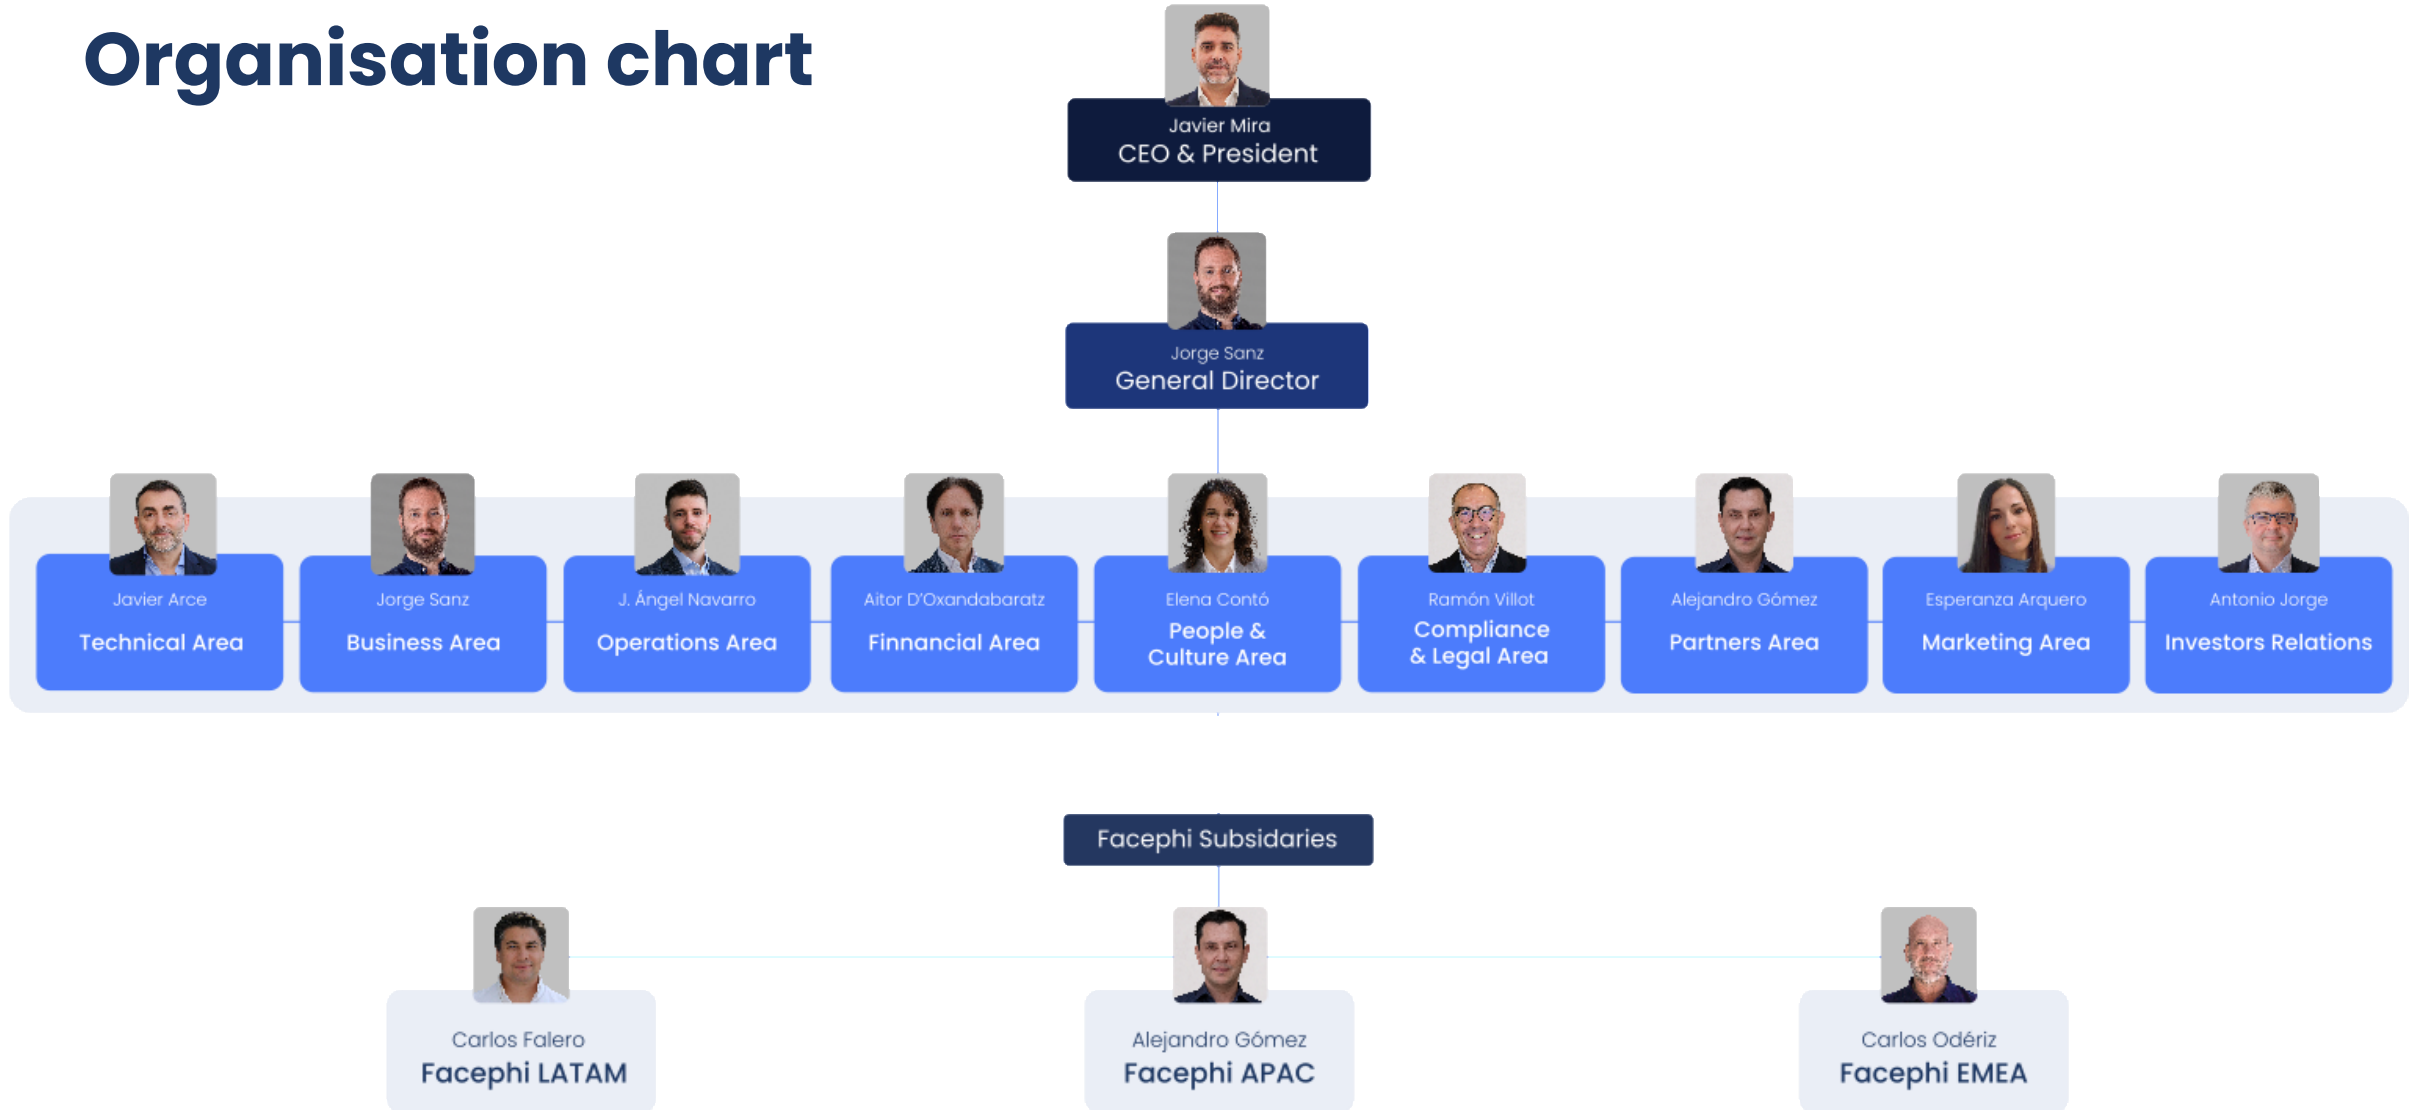 Organisation chart
Javier Mira
CEO & President
Jorge Sanz
General Director
Javier Arce
Technical Area
Jorge Sanz
Business Area
J. Ángel Navarro
Operations Area
Aitor D'Oxandabaratz
Finnancial Area
Elena Contó
People &
Culture Area
Ramón Villot
Compliance
& Legal Area
Alejandro Gómez
Partners Area
Esperanza Arquero
Marketing Area
Antonio Jorge
Investors Relations
Facephi Subsidaries
Carlos Falero
Facephi LATAM
Alejandro Gómez
Facephi APAC
Carlos Odériz
Facephi EMEA